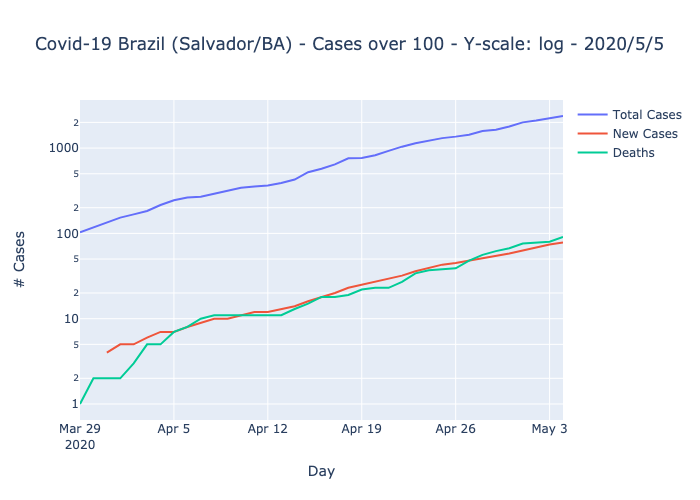 Covid-19 Brazil (Salvador/BA) - Cases over 100 - Y-scale: log - 2020/5/5
Total Cases
New Cases
Deaths
2
1000
5
2
100
5
2
10
5
2
1
# Cases
Mar 29
2020
Apr 5
Apr 12
Apr 19
Apr 26
May 3
Day